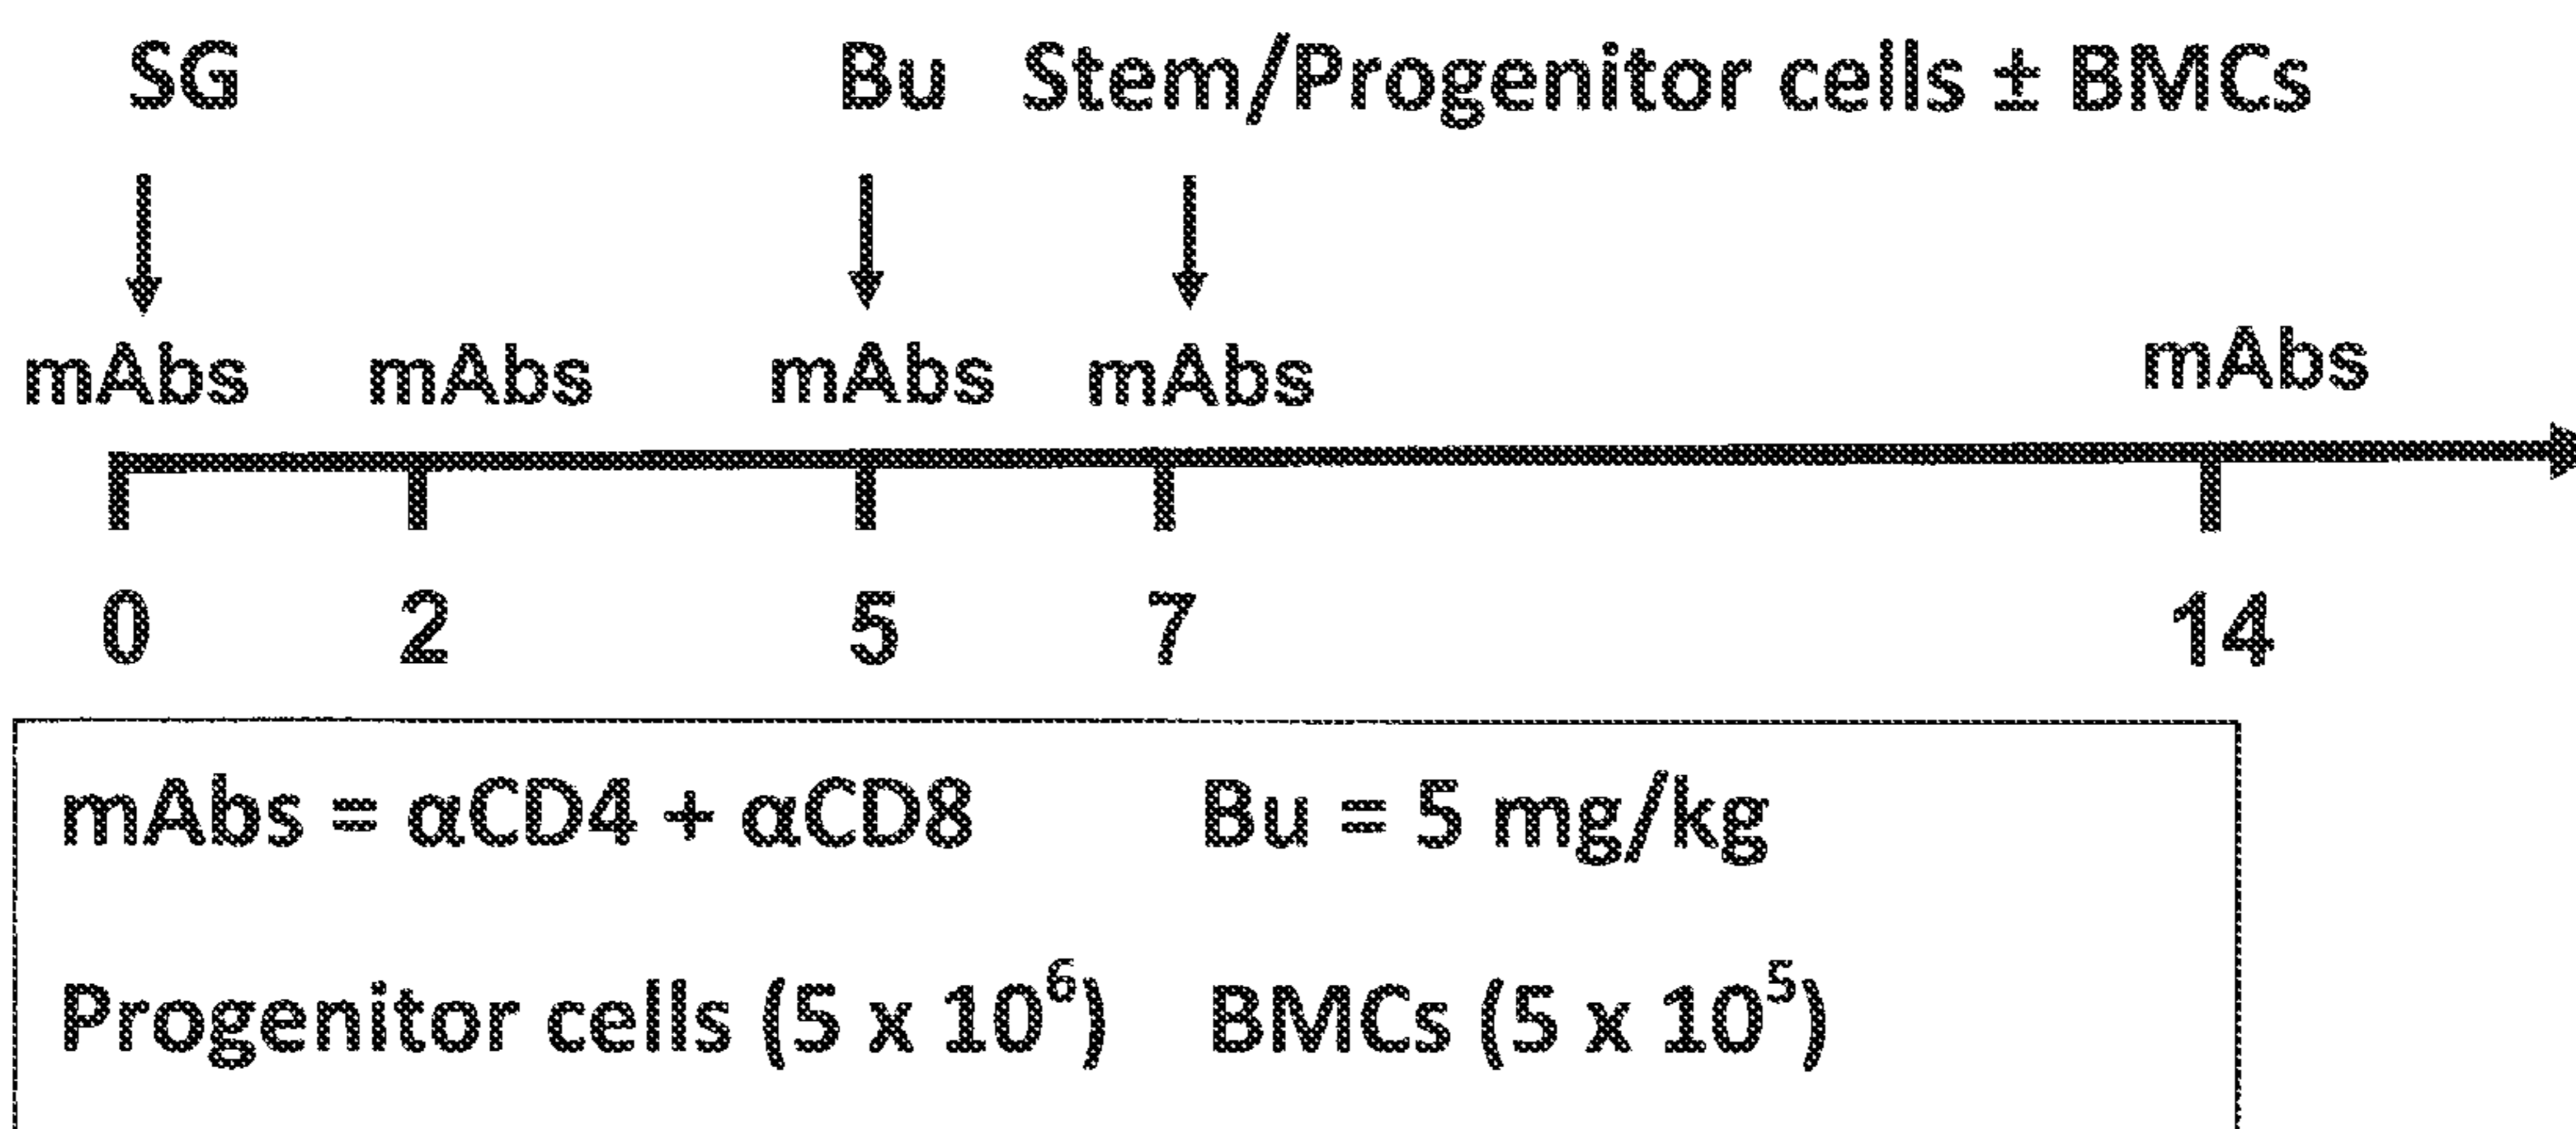 SG Bu Stem/Progenitor cells ± BMCs
mAbs mAbs mAbs mAbs mAbs
0 2 5 7 14
mAbs = αCD4 + αCD8 Bu = 5 mg/kg
Progenitor cells (5 x 10⁶) BMCs (5 x 10⁵)